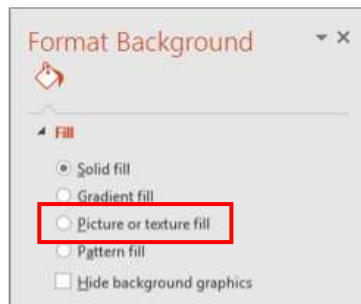 Format Background
Fill
Solid fill
Gradient fill
Picture or texture fill
Pattern fill
Hide background graphics